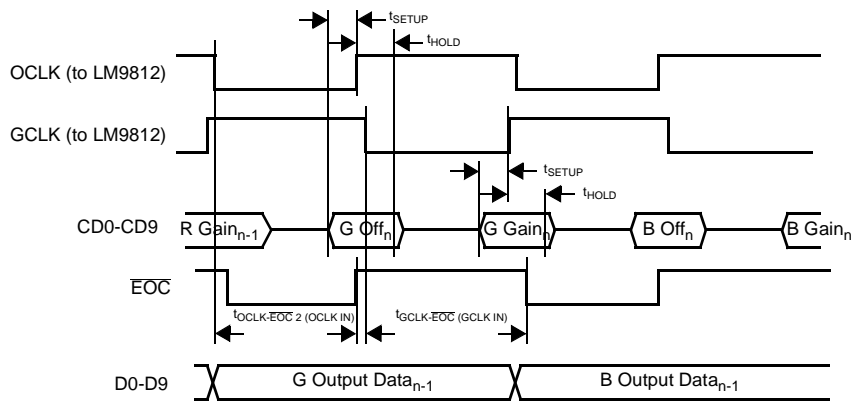 tSETUP
tHOLD
OCLK (to LM9812)
GCLK (to LM9812)
tSETUP
tHOLD
CD0-CD9
R Gainn-1
G Offn
G Gainn
B Offn
B Gainn
EOC
tOCLK-EOC 2 (OCLK IN)
tGCLK-EOC (GCLK IN)
D0-D9
G Output Datan-1
B Output Datan-1